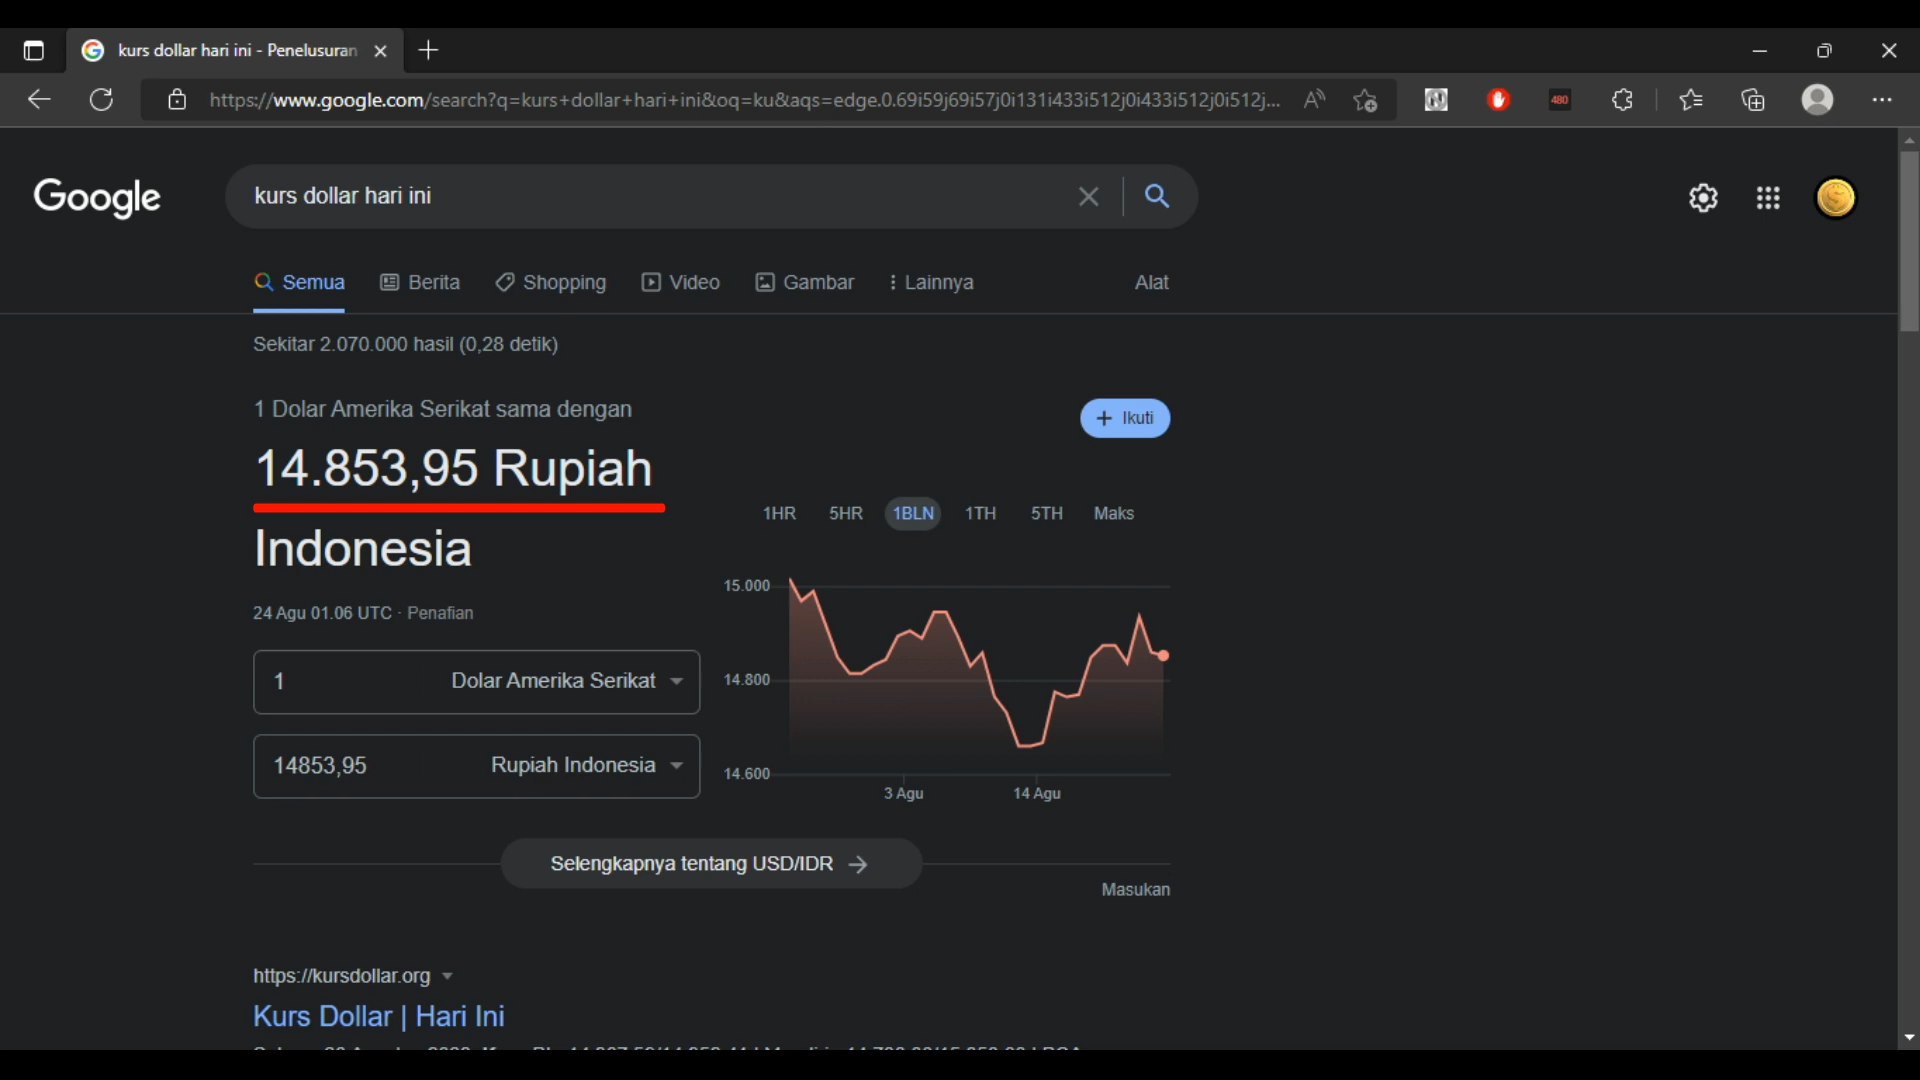 kurs dollar hari ini - Penelusuran
https://www.google.com/search?q=kurs+dollar+hari+ini&oq=ku&aqs=edge.0.69i59j69i57j0i131i433i512j0i433i512j0i512j...
480
Google
kurs dollar hari ini
Semua Berita Shopping Video Gambar Lainnya Alat
Sekitar 2.070.000 hasil (0,28 detik)
1 Dolar Amerika Serikat sama dengan
+ Ikuti
14.853,95 Rupiah
Indonesia
24 Agu 01.06 UTC · Penafian
1 Dolar Amerika Serikat
14853,95 Rupiah Indonesia
1HR 5HR 1BLN 1TH 5TH Maks
15.000
14.800
14.600
3 Agu 14 Agu
Selengkapnya tentang USD/IDR
Masukan
https://kursdollar.org
Kurs Dollar | Hari Ini